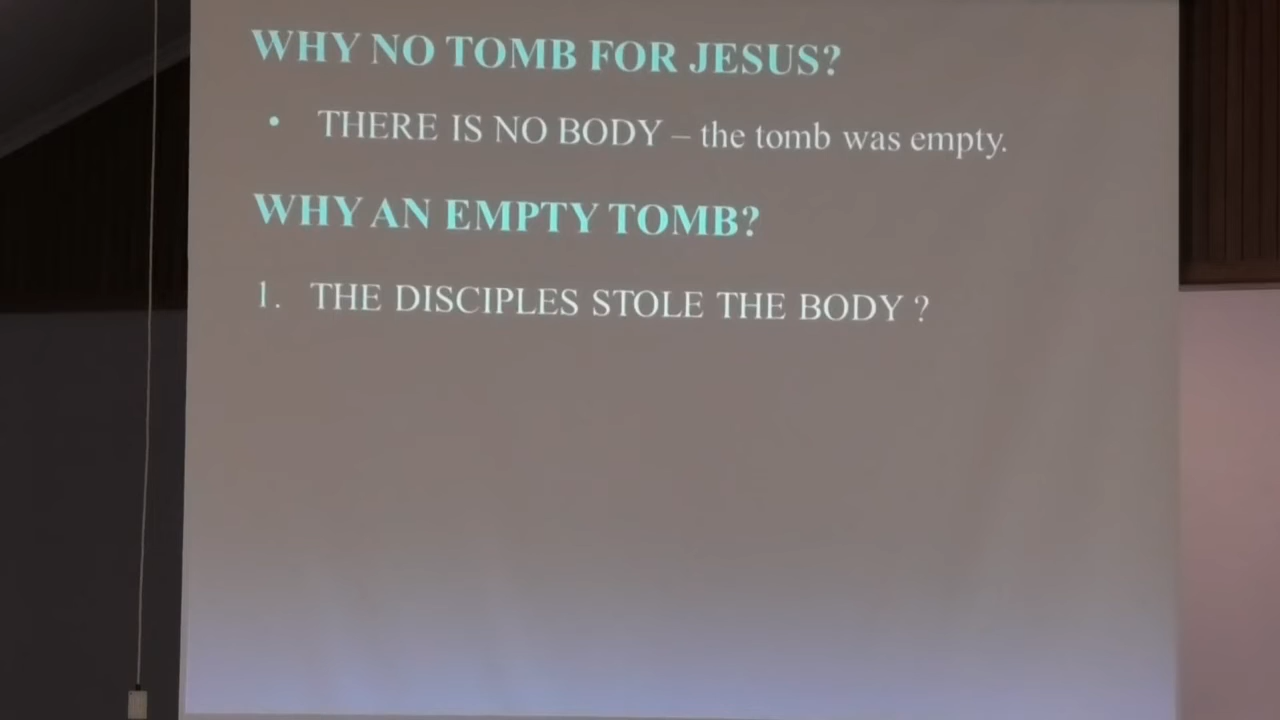 WHY NO TOMB FOR JESUS?
• THERE IS NO BODY – the tomb was empty.
WHY AN EMPTY TOMB?
1. THE DISCIPLES STOLE THE BODY ?